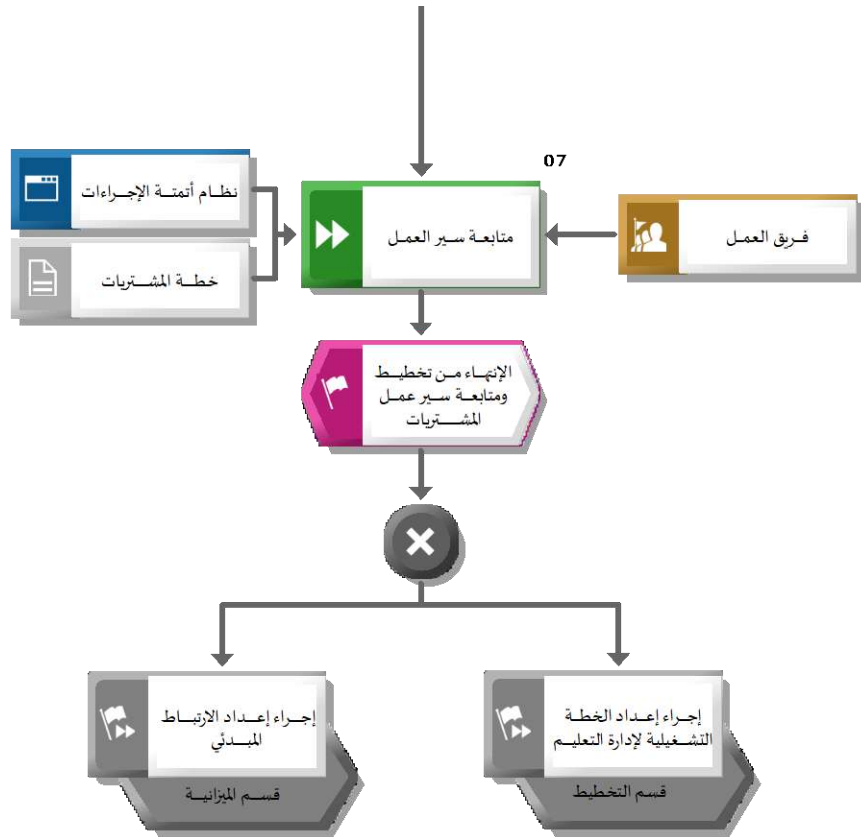 07
نظام أتمتة الإجراءات
متابعة سير العمل
فريق العمل
خطة المشتريات
الإنتهاء من تخطيط
ومتابعة سير عمل
المشتريات
إجراء إعداد الخطة
التشغيلية لإدارة التعليم
قسم التخطيط
إجراء إعداد الارتباط
المبدئي
قسم الميزانية